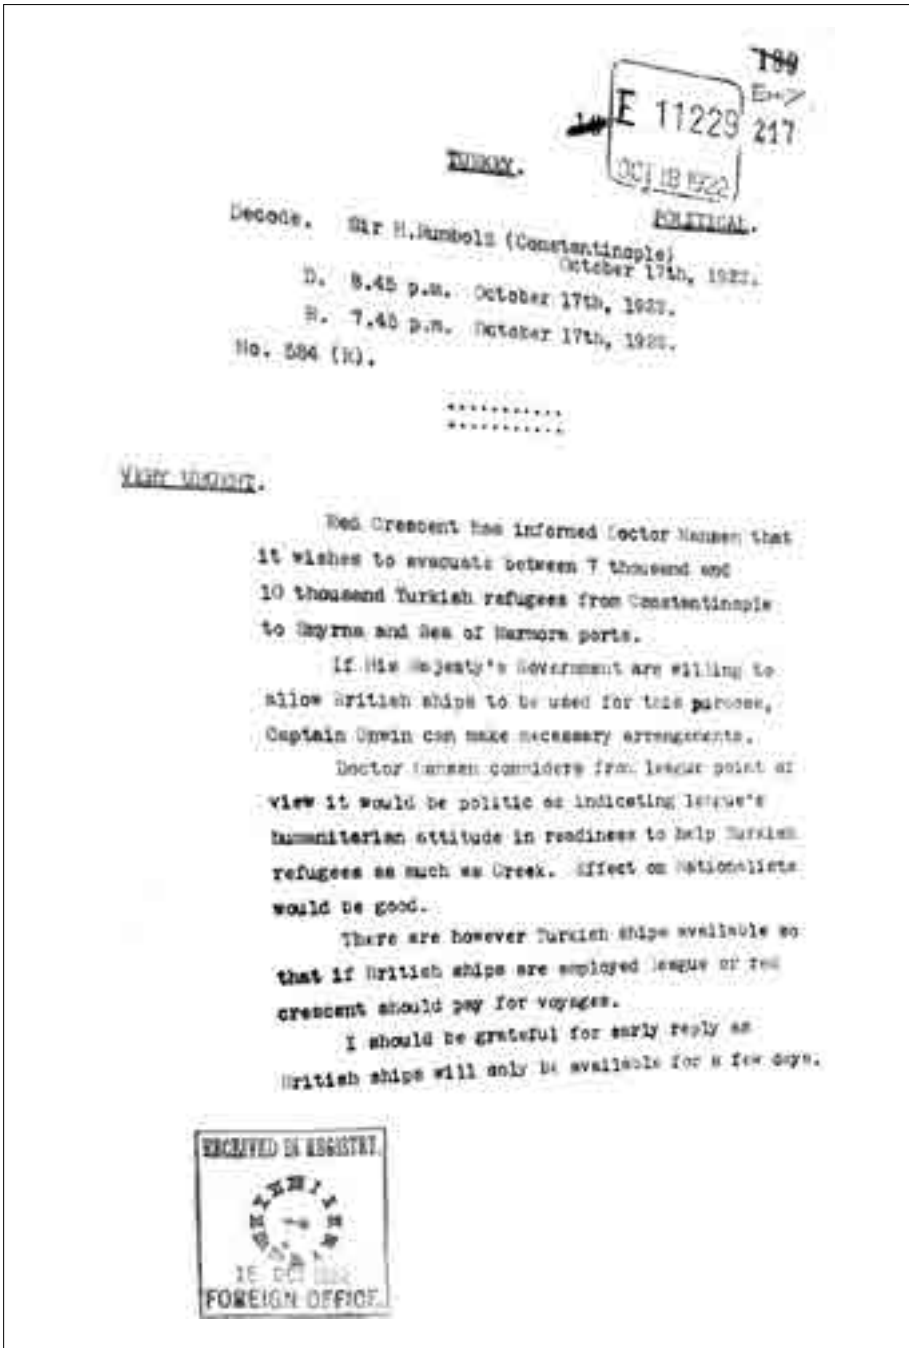 189
E 11229
217
OCT 18 1922
TURKEY.
POLITICAL.
Decode. Sir H.Rumbold (Constantinople)
October 17th, 1922.
D. 8.45 p.m. October 17th, 1922.
R. 7.45 p.m. October 17th, 1922.
No. 584 (R).
...........
...........
VERY URGENT.
Red Crescent has informed Doctor Nansen that
it wishes to evacuate between 7 thousand and
10 thousand Turkish refugees from Constantinople
to Smyrna and Sea of Marmora ports.
If His Majesty's Government are willing to
allow British ships to be used for this purpose,
Captain Unwin can make necessary arrangements.
Doctor Nansen considers from league point of
view it would be politic as indicating league's
humanitarian attitude in readiness to help Turkish
refugees as much as Greek. Effect on Nationalists
would be good.
There are however Turkish ships available so
that if British ships are employed league or red
crescent should pay for voyages.
I should be grateful for early reply as
British ships will only be available for a few days.
RECEIVED IN REGISTRY.
OCT 1922
FOREIGN OFFICE.